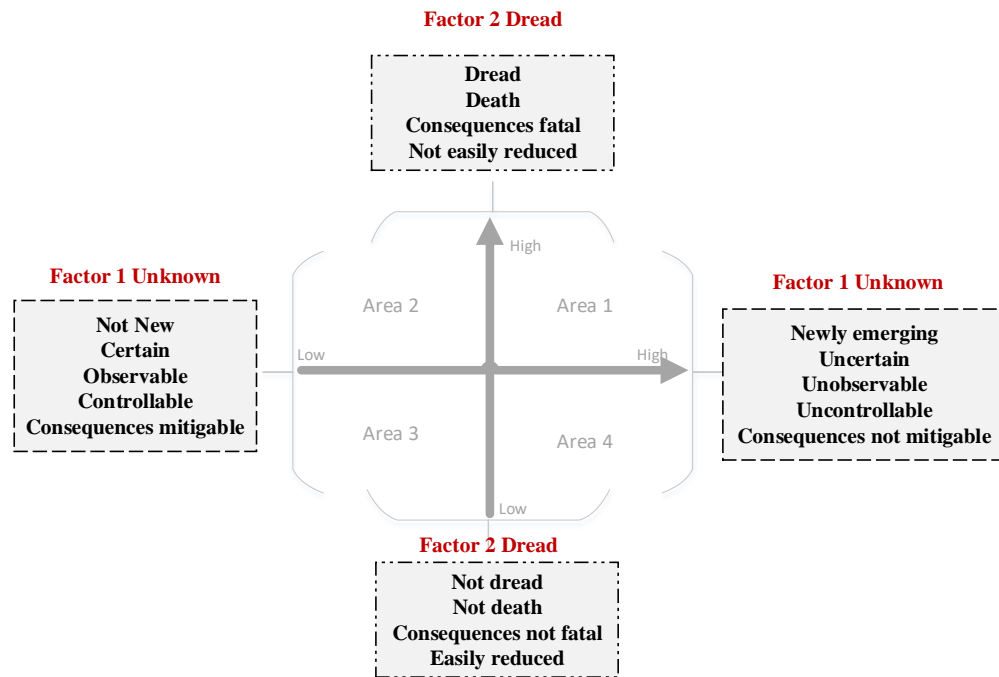 Factor 2 Dread
Dread
Death
Consequences fatal
Not easily reduced
High
Factor 1 Unknown
Not New
Certain
Observable
Controllable
Consequences mitigable
Area 2
Area 1
Low
High
Factor 1 Unknown
Newly emerging
Uncertain
Unobservable
Uncontrollable
Consequences not mitigable
Area 3
Area 4
Low
Factor 2 Dread
Not dread
Not death
Consequences not fatal
Easily reduced